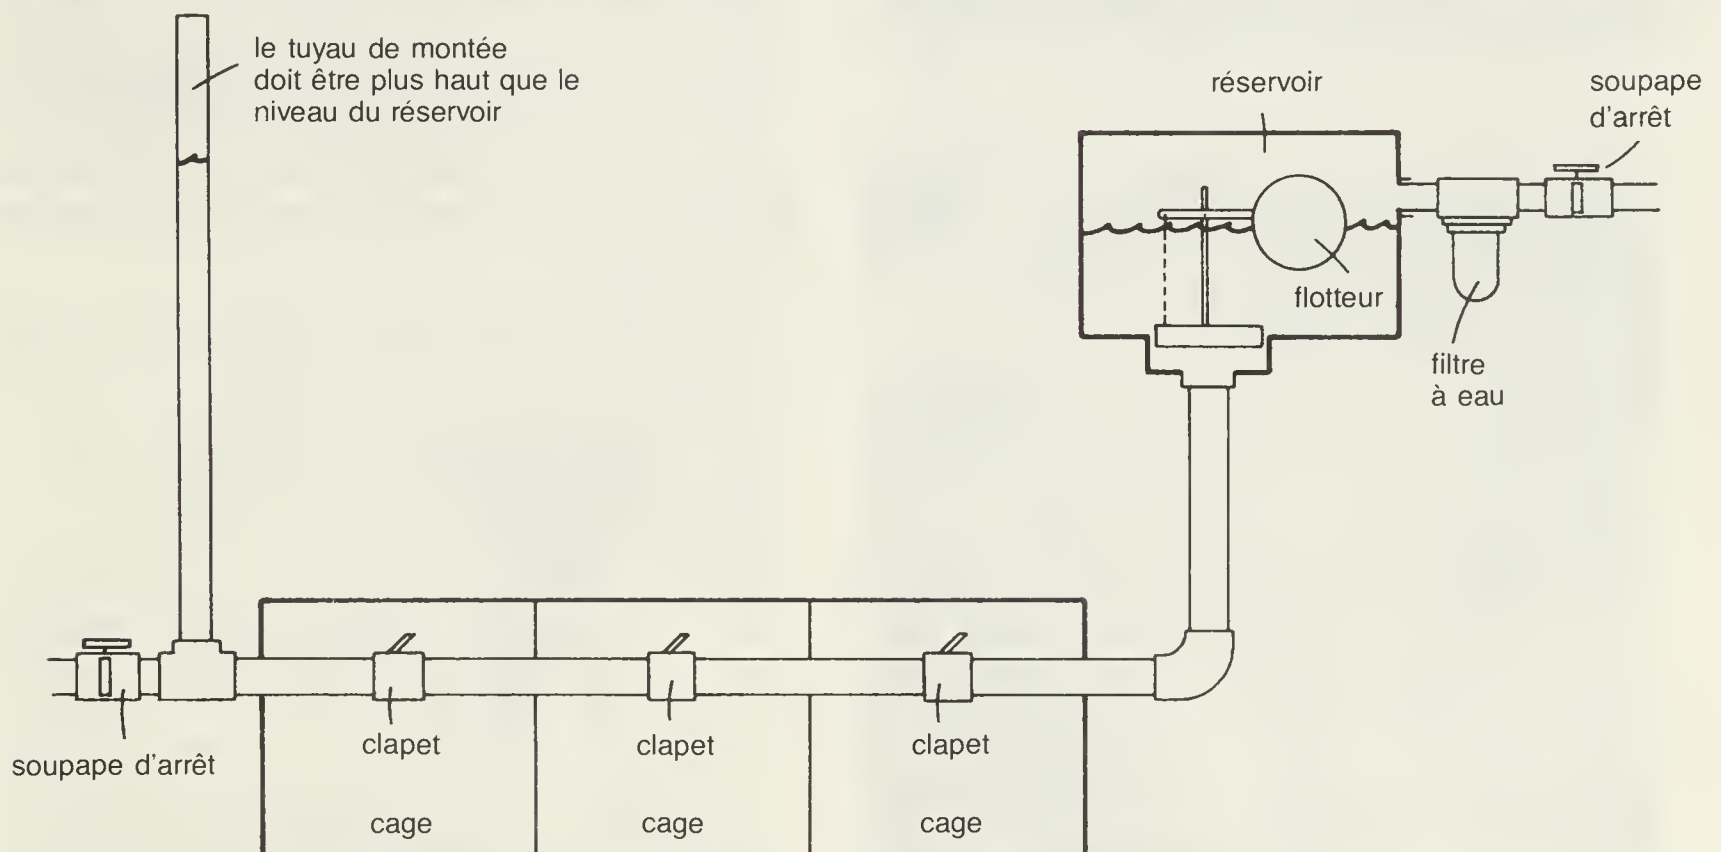 le tuyau de montée
doit être plus haut que le
niveau du réservoir
réservoir
soupape
d'arrêt
flotteur
filtre
à eau
soupape d'arrêt
clapet
clapet
clapet
cage
cage
cage